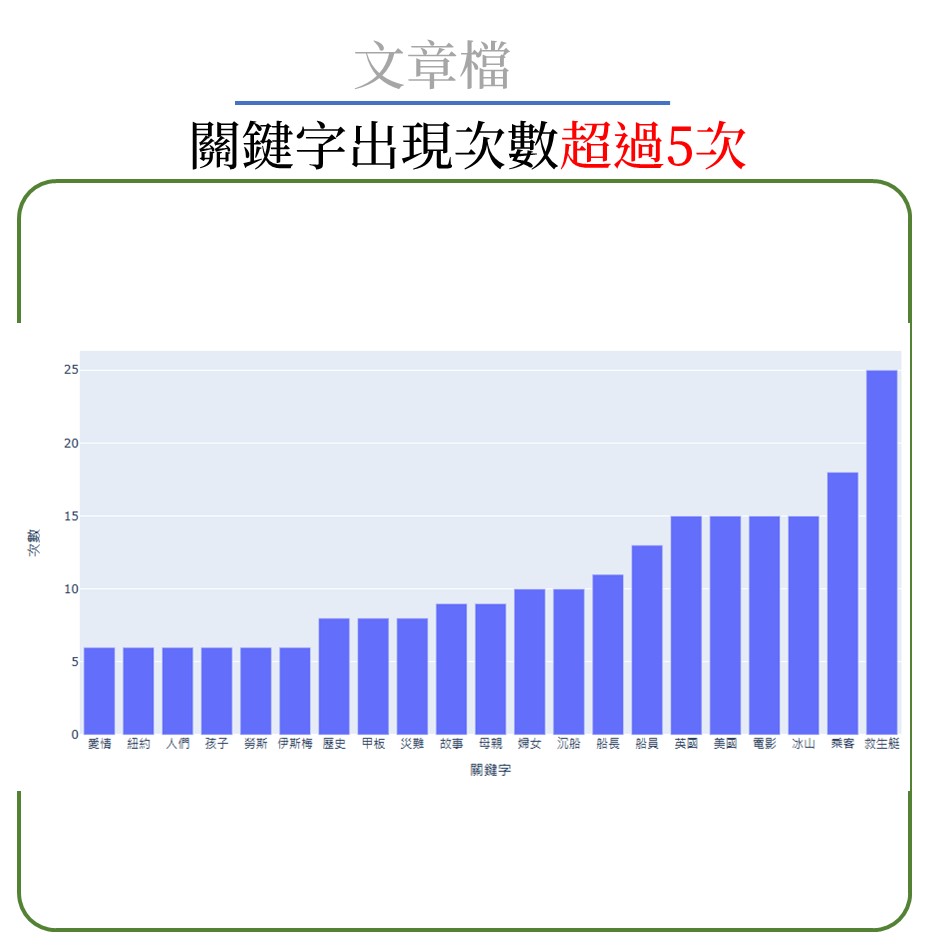 文章檔
關鍵字出現次數超過5次
25
20
15
10
5
0
次數
愛情 紐約 人們 孩子 勞斯 伊斯梅 歷史 甲板 災難 故事 母親 婦女 沉船 船長 船員 英國 美國 電影 冰山 乘客 救生艇
關鍵字